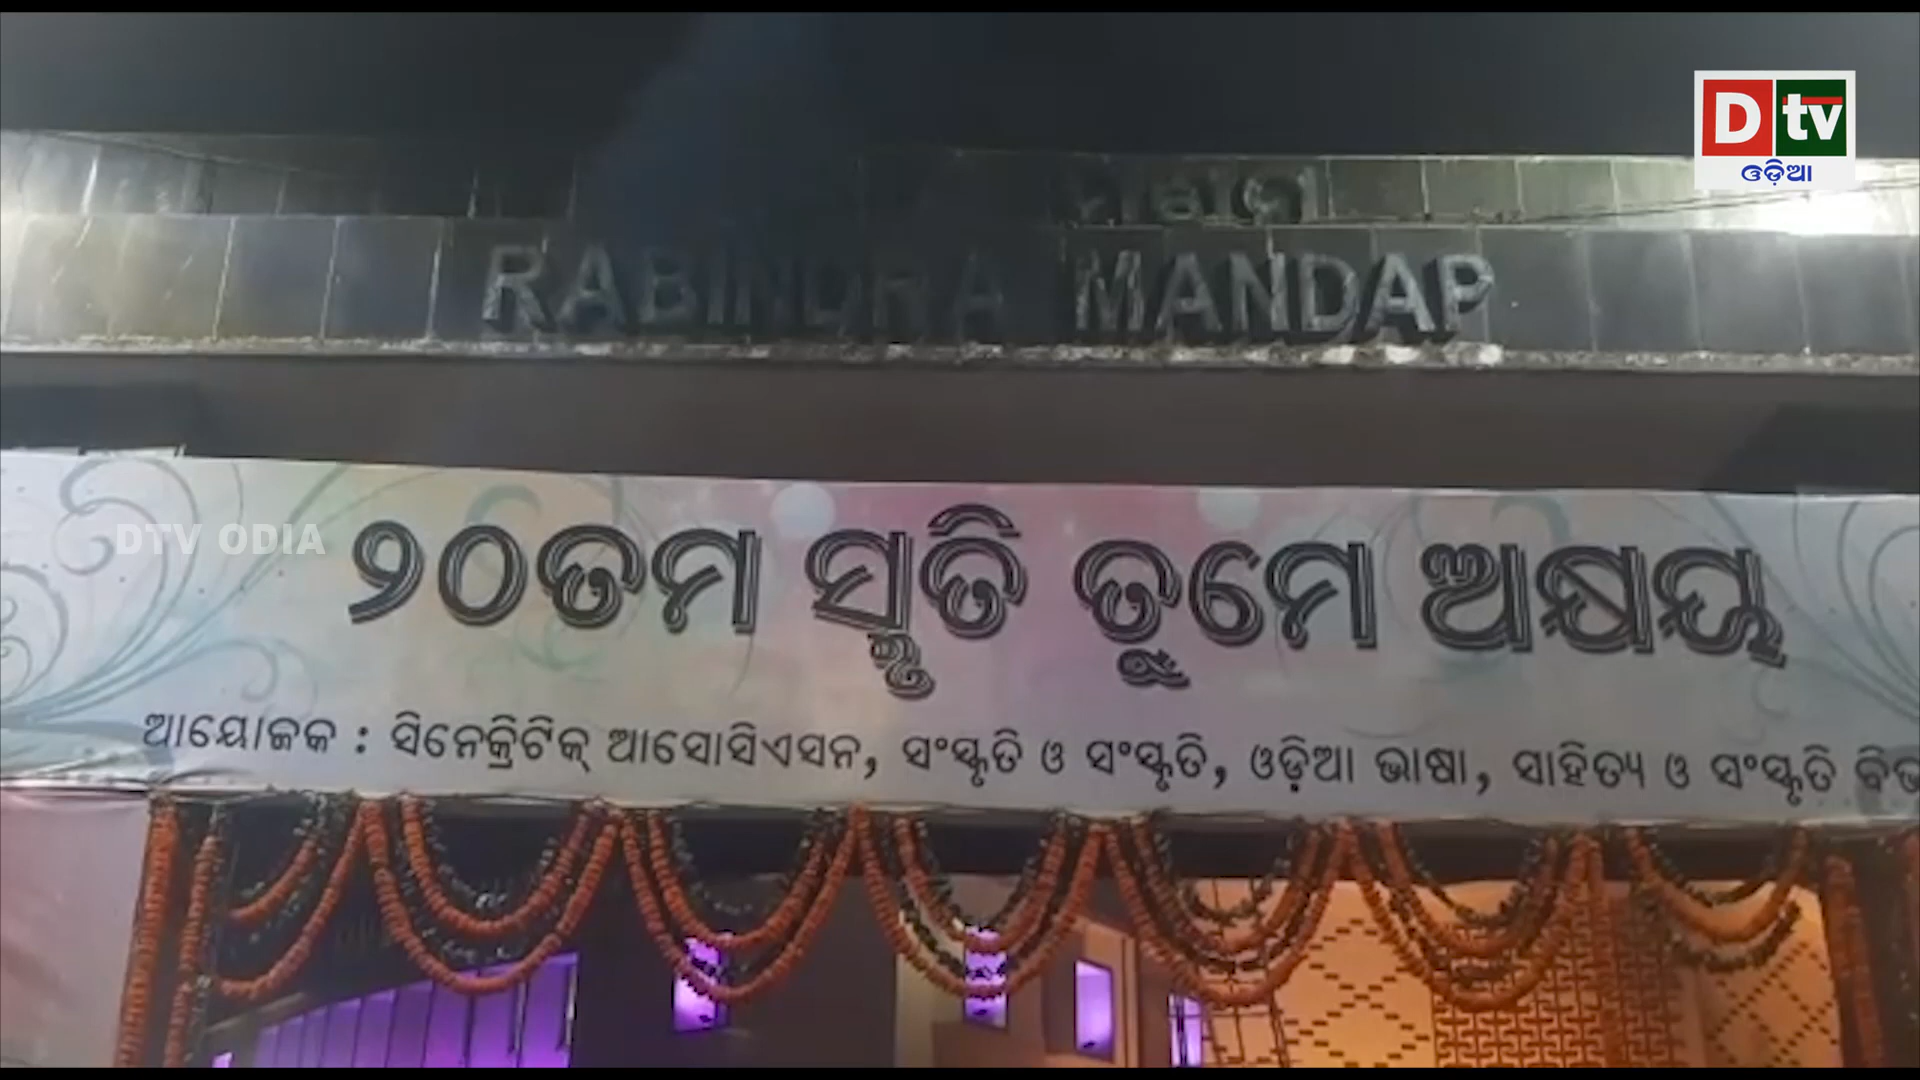 D tv
ଓଡ଼ିଆ
RABINDRA MANDAP
DTV ODIA
୨୦ତମ ସ୍ମୃତି ତୁମେ ଅକ୍ଷୟ
ଆୟୋଜକ : ସିନେକ୍ରିଟିକ୍ ଆସୋସିଏସନ, ସଂସ୍କୃତି ଓ ସଂସ୍କୃତି, ଓଡ଼ିଆ ଭାଷା, ସାହିତ୍ୟ ଓ ସଂସ୍କୃତି